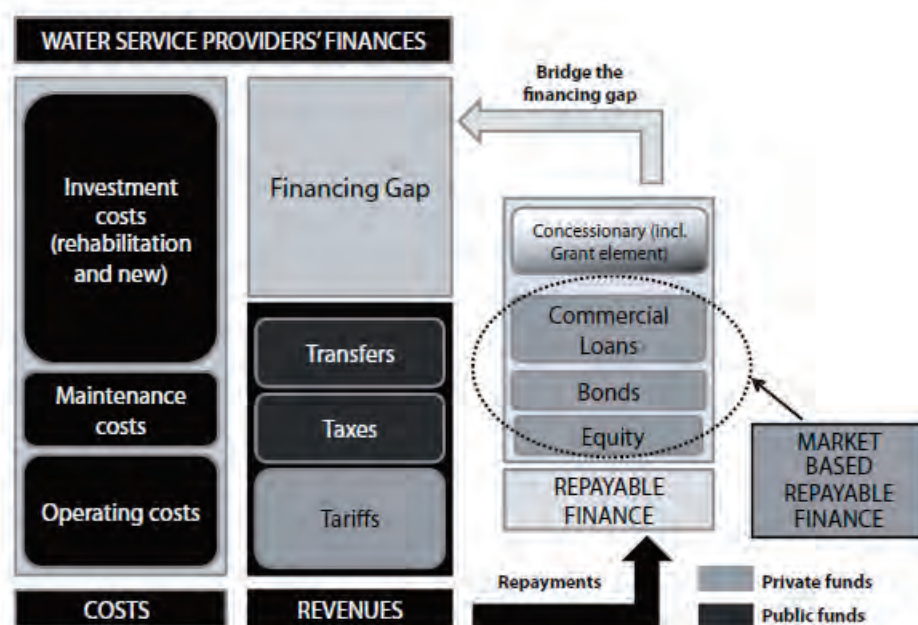 WATER SERVICE PROVIDERS' FINANCES
Investment
costs
(rehabilitation
and new)
Maintenance
costs
Operating costs
COSTS
Financing Gap
Transfers
Taxes
Tariffs
REVENUES
Bridge the
financing gap
Concessionary (incl.
Grant element)
Commercial
Loans
Bonds
Equity
REPAYABLE
FINANCE
MARKET
BASED
REPAYABLE
FINANCE
Repayments
Private funds
Public funds